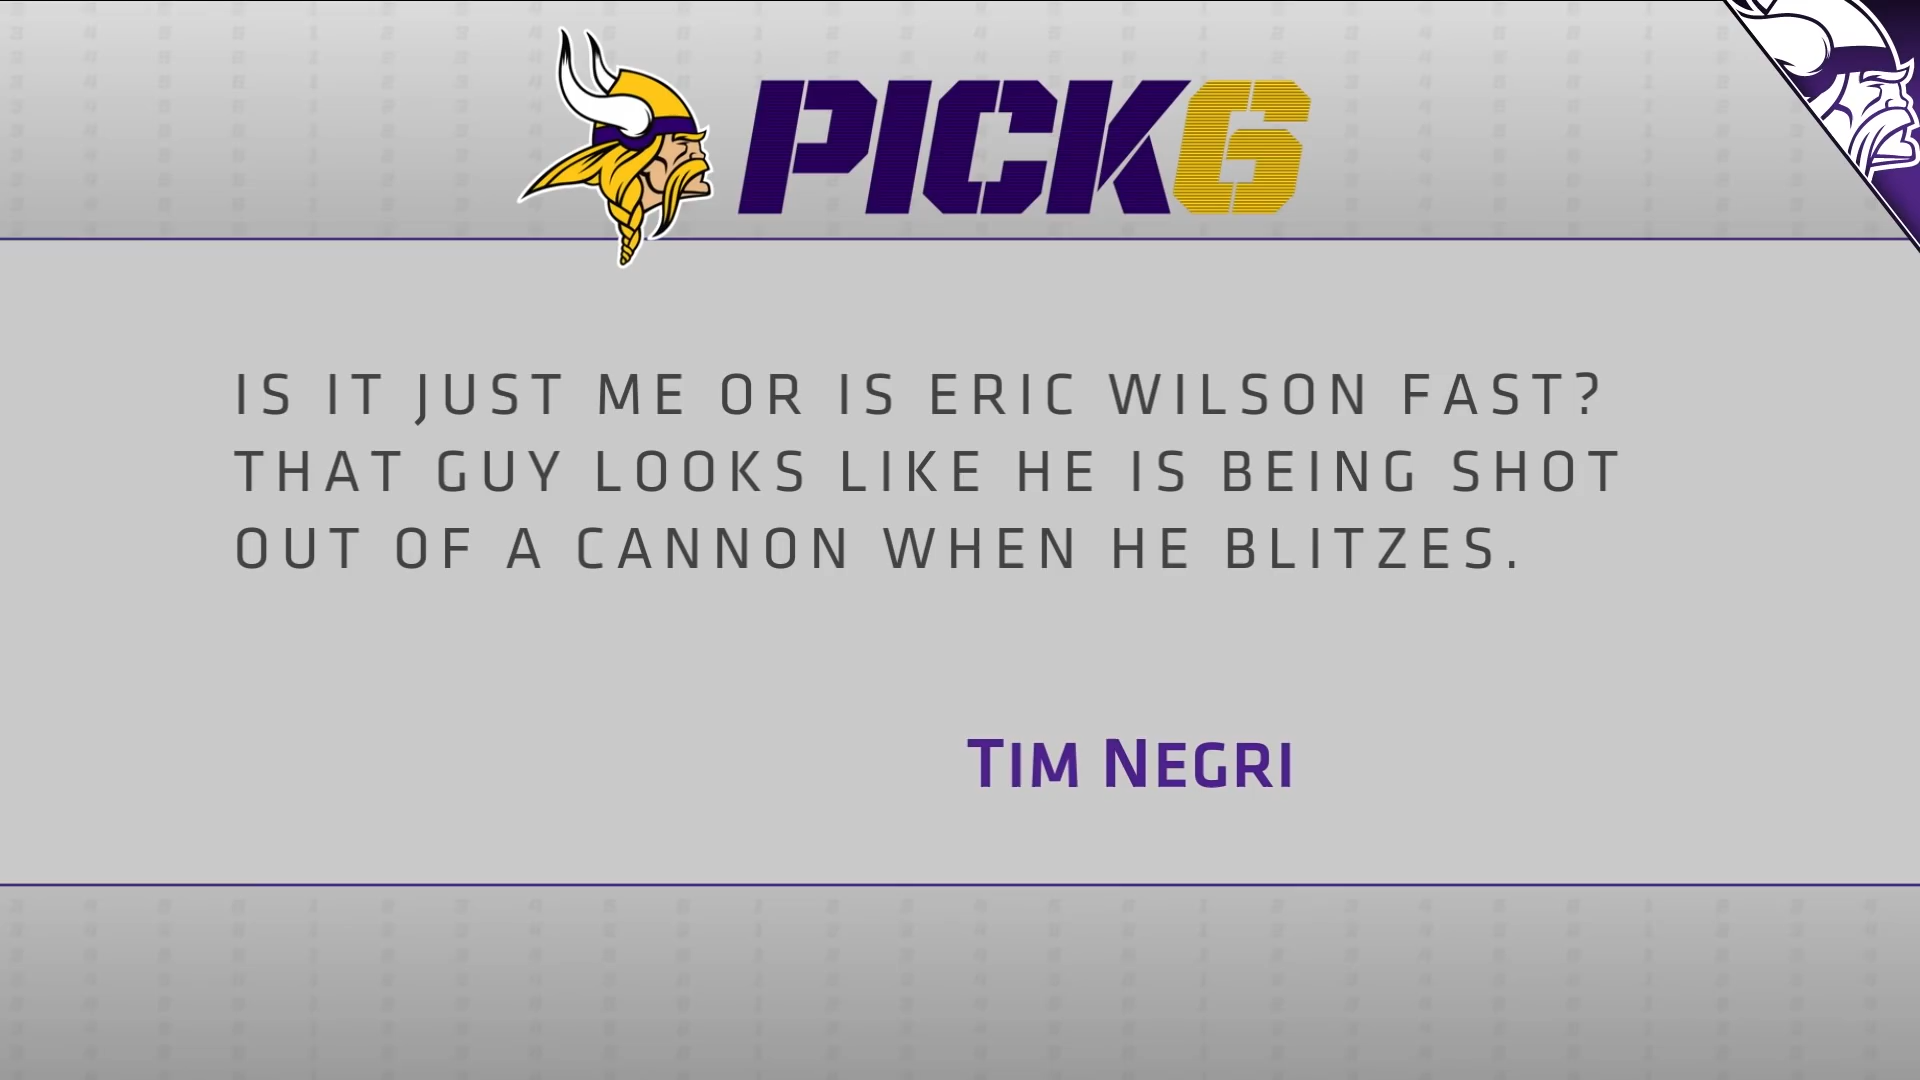 PICK6
IS IT JUST ME OR IS ERIC WILSON FAST?
THAT GUY LOOKS LIKE HE IS BEING SHOT
OUT OF A CANNON WHEN HE BLITZES.
TIM NEGRI